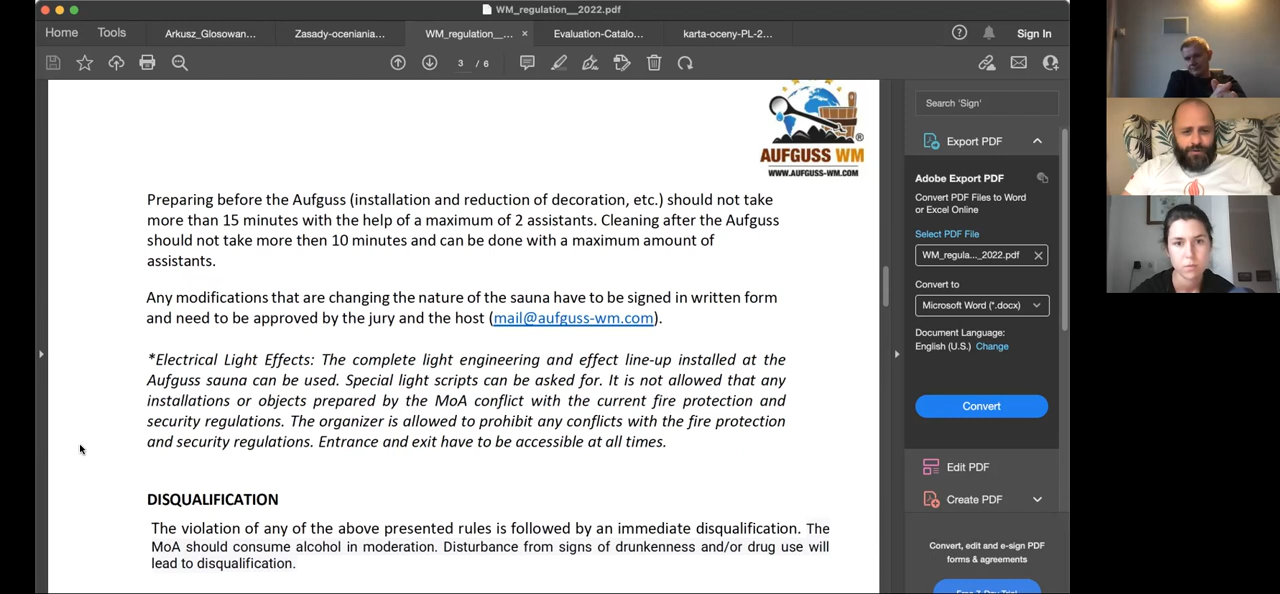 WM_regulation__2022.pdf
Home Tools Arkusz_Glosowan... Zasady-oceniania... WM_regulation__... × Evaluation-Catalo... karta-oceny-PL-2... Sign In
3 / 6
AUFGUSS WM
WWW.AUFGUSS-WM.COM
Preparing before the Aufguss (installation and reduction of decoration, etc.) should not take
more than 15 minutes with the help of a maximum of 2 assistants. Cleaning after the Aufguss
should not take more then 10 minutes and can be done with a maximum amount of
assistants.
Any modifications that are changing the nature of the sauna have to be signed in written form
and need to be approved by the jury and the host (mail@aufguss-wm.com).
*Electrical Light Effects: The complete light engineering and effect line-up installed at the
Aufguss sauna can be used. Special light scripts can be asked for. It is not allowed that any
installations or objects prepared by the MoA conflict with the current fire protection and
security regulations. The organizer is allowed to prohibit any conflicts with the fire protection
and security regulations. Entrance and exit have to be accessible at all times.
DISQUALIFICATION
The violation of any of the above presented rules is followed by an immediate disqualification. The
MoA should consume alcohol in moderation. Disturbance from signs of drunkenness and/or drug use will
lead to disqualification.
Search 'Sign'
Export PDF
Adobe Export PDF
Convert PDF Files to Word
or Excel Online
Select PDF File
WM_regula..._2022.pdf
Convert to
Microsoft Word (*.docx)
Document Language:
English (U.S.) Change
Convert
Edit PDF
Create PDF
Convert, edit and e-sign PDF
forms & agreements
Free 7-Day Trial